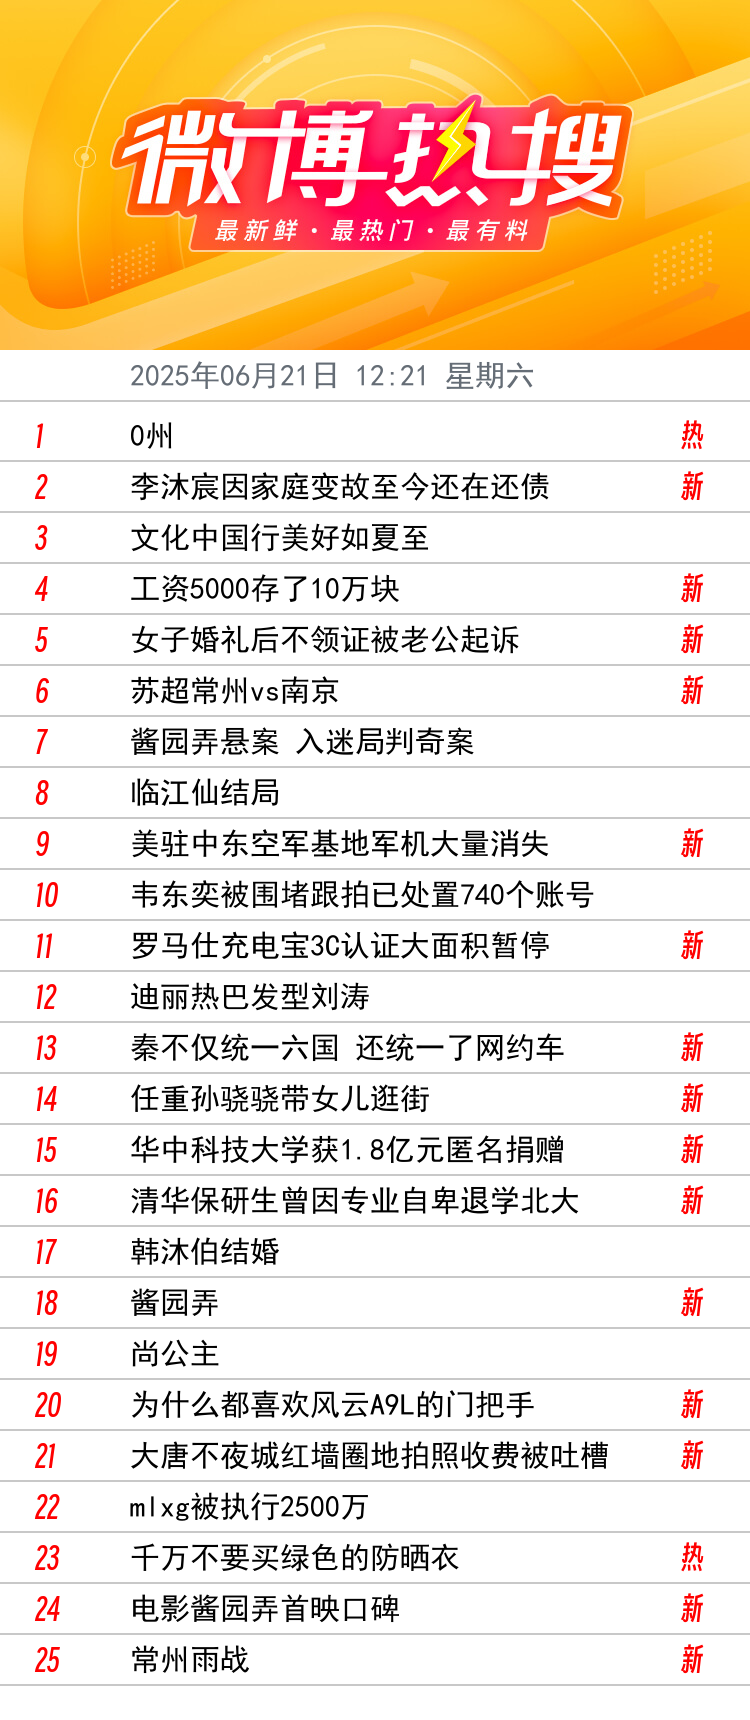 微博热搜
最新鲜·最热门·最有料
2025年06月21日 12:21 星期六
1 0州 热
2 李沐宸因家庭变故至今还在还债 新
3 文化中国行美好如夏至
4 工资5000存了10万块 新
5 女子婚礼后不领证被老公起诉 新
6 苏超常州vs南京 新
7 酱园弄悬案 入迷局判奇案
8 临江仙结局
9 美驻中东空军基地军机大量消失 新
10 韦东奕被围堵跟拍已处置740个账号
11 罗马仕充电宝3C认证大面积暂停 新
12 迪丽热巴发型刘涛
13 秦不仅统一六国 还统一了网约车 新
14 任重孙骁骁带女儿逛街 新
15 华中科技大学获1.8亿元匿名捐赠 新
16 清华保研生曾因专业自卑退学北大 新
17 韩沐伯结婚
18 酱园弄 新
19 尚公主
20 为什么都喜欢风云A9L的门把手 新
21 大唐不夜城红墙圈地拍照收费被吐槽 新
22 mlxg被执行2500万
23 千万不要买绿色的防晒衣 热
24 电影酱园弄首映口碑 新
25 常州雨战 新